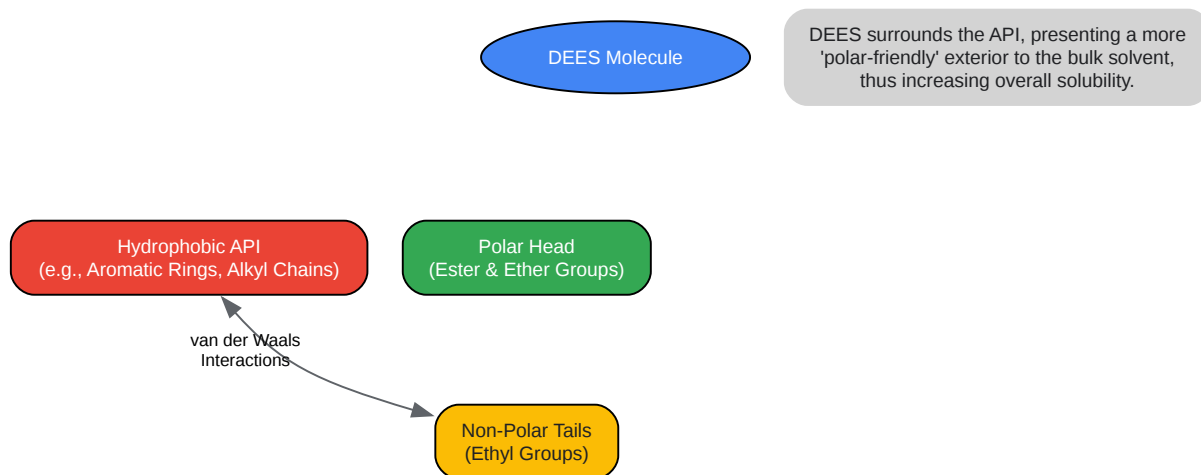 DEES Molecule
DEES surrounds the API, presenting a more
'polar-friendly' exterior to the bulk solvent,
thus increasing overall solubility.
Hydrophobic API
(e.g., Aromatic Rings, Alkyl Chains)
Polar Head
(Ester & Ether Groups)
van der Waals
Interactions
Non-Polar Tails
(Ethyl Groups)